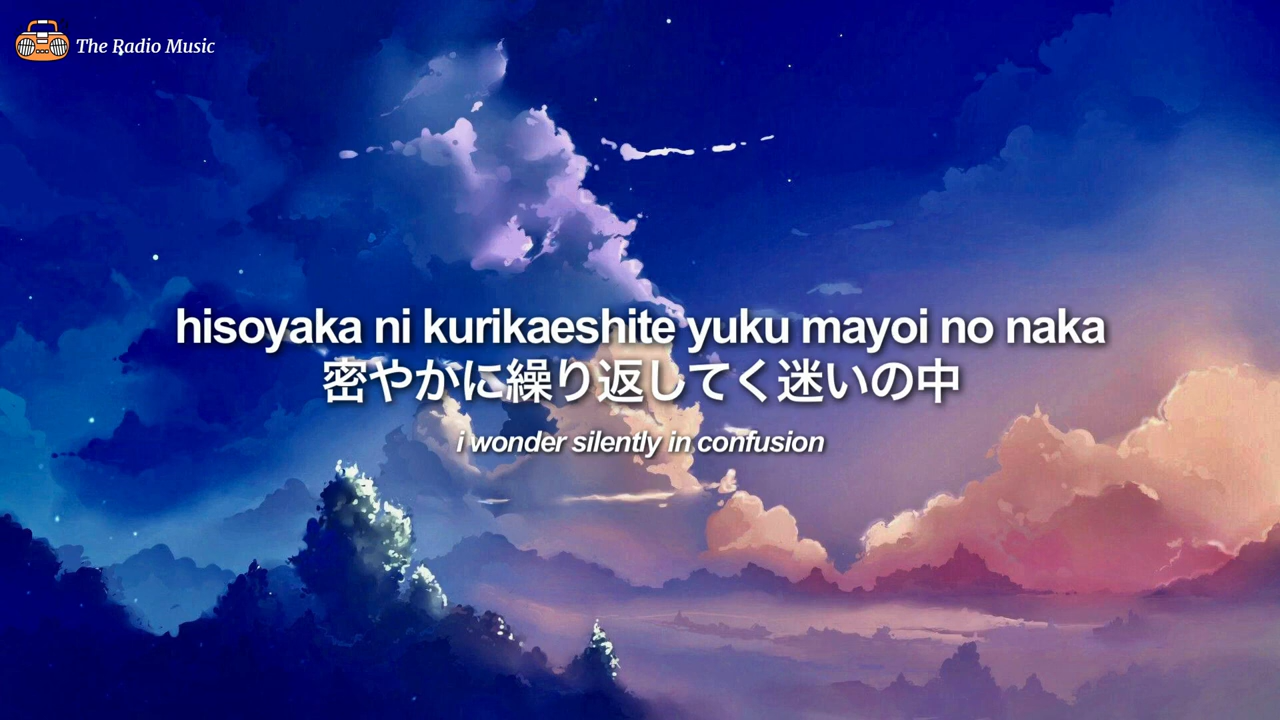 The Radio Music
hisoyaka ni kurikaeshite yuku mayoi no naka
密やかに繰り返してく迷いの中
i wonder silently in confusion